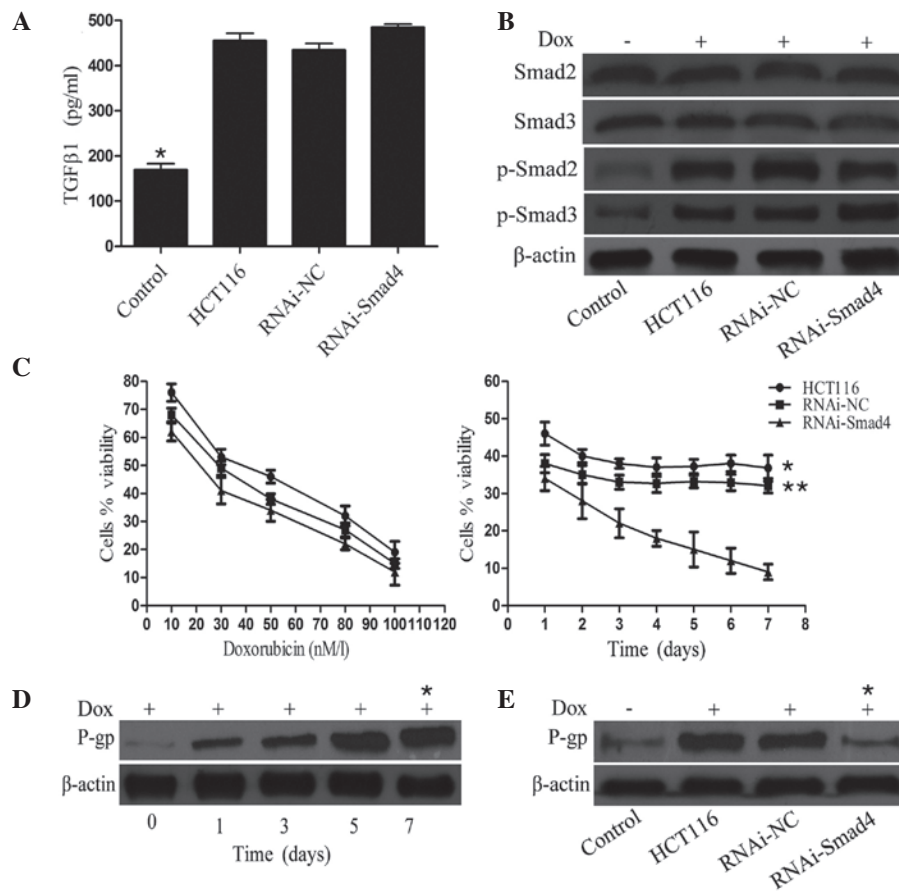 A
500
400
300
200
100
0
TGFβ1 (pg/ml)
*
Control
HCT116
RNAi-NC
RNAi-Smad4
B
Dox - + + +
Smad2
Smad3
p-Smad2
p-Smad3
β-actin
Control
HCT116
RNAi-NC
RNAi-Smad4
C
80
70
60
50
40
30
20
10
0
Cells % viability
0 10 20 30 40 50 60 70 80 90 100 110 120
Doxorubicin (nM/l)
60
50
40
30
20
10
0
Cells % viability
HCT116
RNAi-NC
RNAi-Smad4
*
**
0 1 2 3 4 5 6 7 8
Time (days)
D
*
Dox + + + + +
P-gp
β-actin
0 1 3 5 7
Time (days)
E
*
Dox - + + +
P-gp
β-actin
Control
HCT116
RNAi-NC
RNAi-Smad4